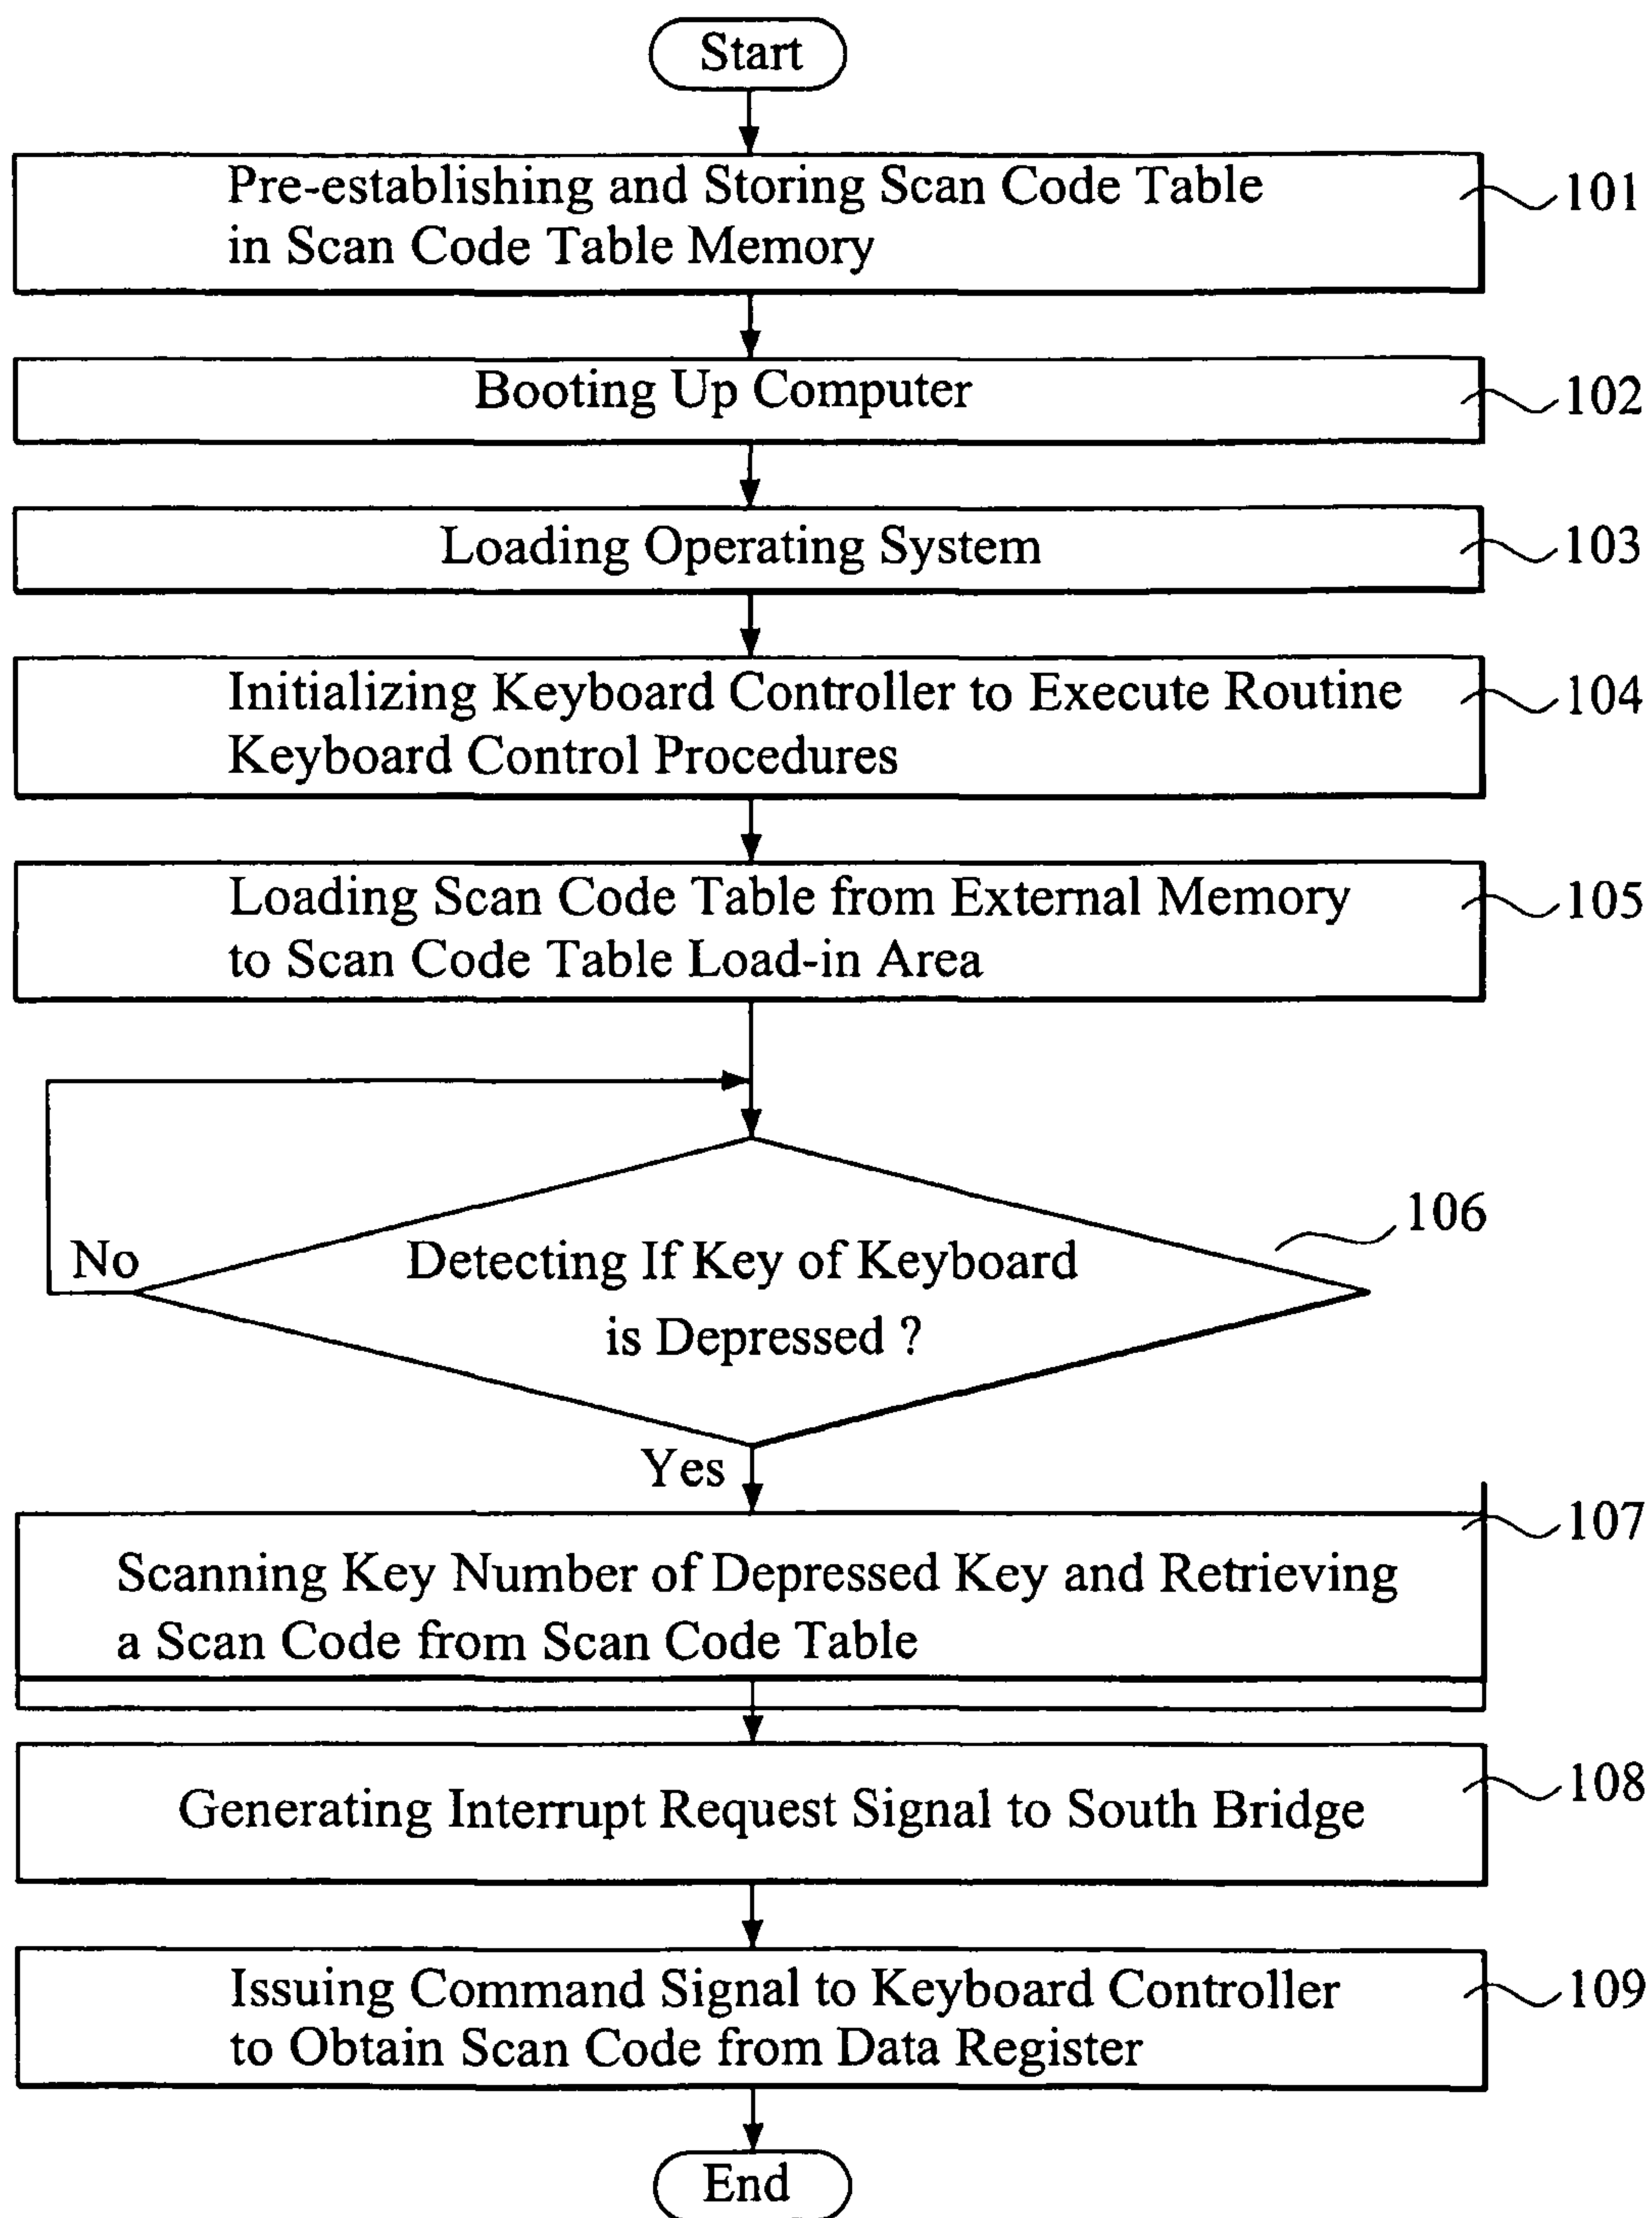 Start
Pre-establishing and Storing Scan Code Table
in Scan Code Table Memory
101
Booting Up Computer
102
Loading Operating System
103
Initializing Keyboard Controller to Execute Routine
Keyboard Control Procedures
104
Loading Scan Code Table from External Memory
to Scan Code Table Load-in Area
105
106
No
Detecting If Key of Keyboard
is Depressed ?
Yes
107
Scanning Key Number of Depressed Key and Retrieving
a Scan Code from Scan Code Table
108
Generating Interrupt Request Signal to South Bridge
Issuing Command Signal to Keyboard Controller
to Obtain Scan Code from Data Register
109
End